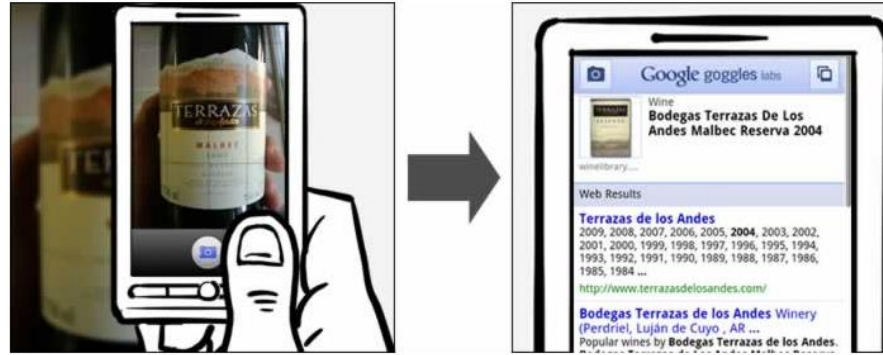 TERRAZAS
de los Andes
MALBEC
Google goggles labs
Wine
Bodegas Terrazas De Los
Andes Malbec Reserva 2004
winelibrary....
Web Results
Terrazas de los Andes
2009, 2008, 2007, 2006, 2005, 2004, 2003, 2002,
2001, 2000, 1999, 1998, 1997, 1996, 1995, 1994,
1993, 1992, 1991, 1990, 1989, 1988, 1987, 1986,
1985, 1984 ...
http://www.terrazasdelosandes.com/
Bodegas Terrazas de los Andes Winery
(Perdriel, Luján de Cuyo , AR ...
Popular wines by Bodegas Terrazas de los Andes.